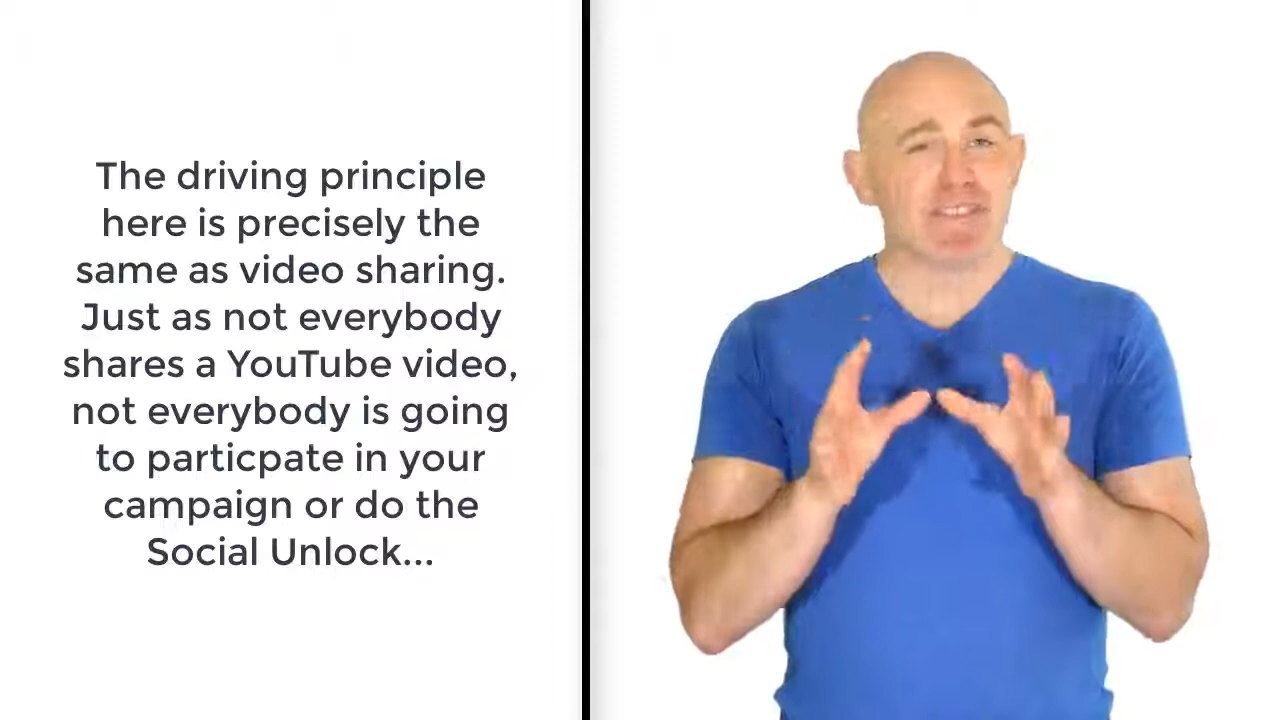 The driving principle
here is precisely the
same as video sharing.
Just as not everybody
shares a YouTube video,
not everybody is going
to particpate in your
campaign or do the
Social Unlock...